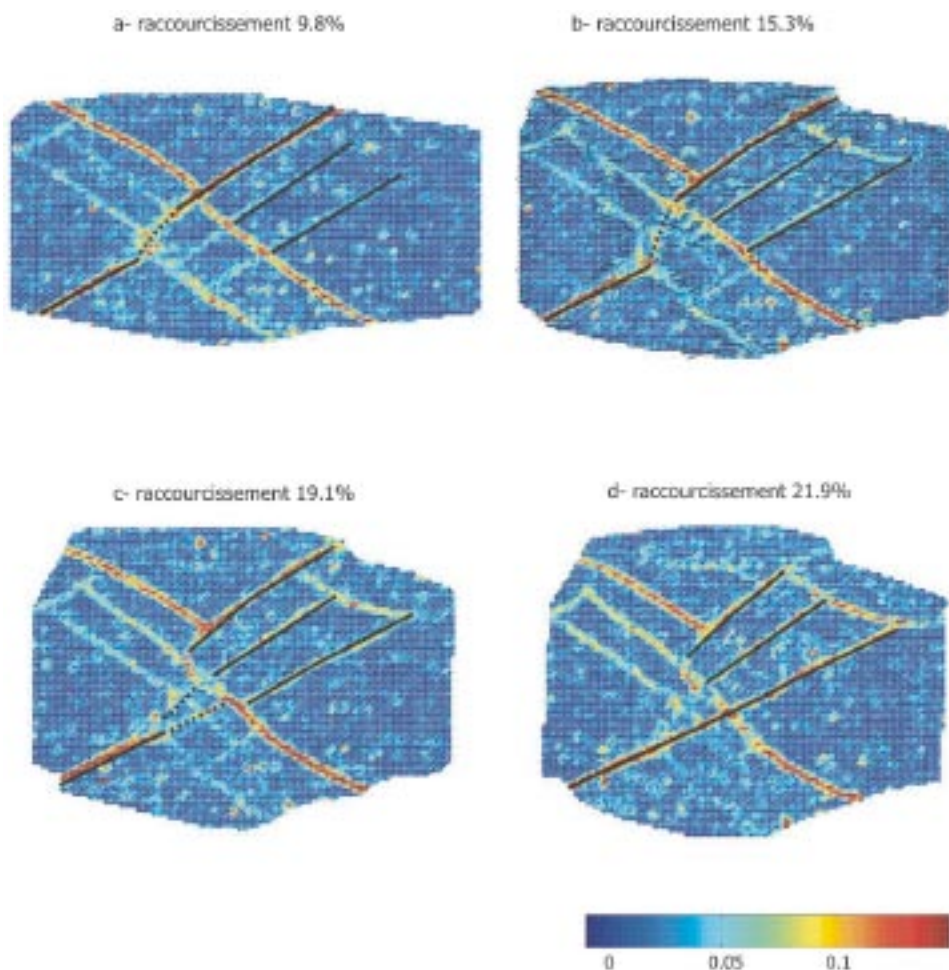 a- raccourcissement 9.8%
b- raccourcissement 15.3%
c- raccourcissement 19.1%
d- raccourcissement 21.9%
0 0.05 0.1